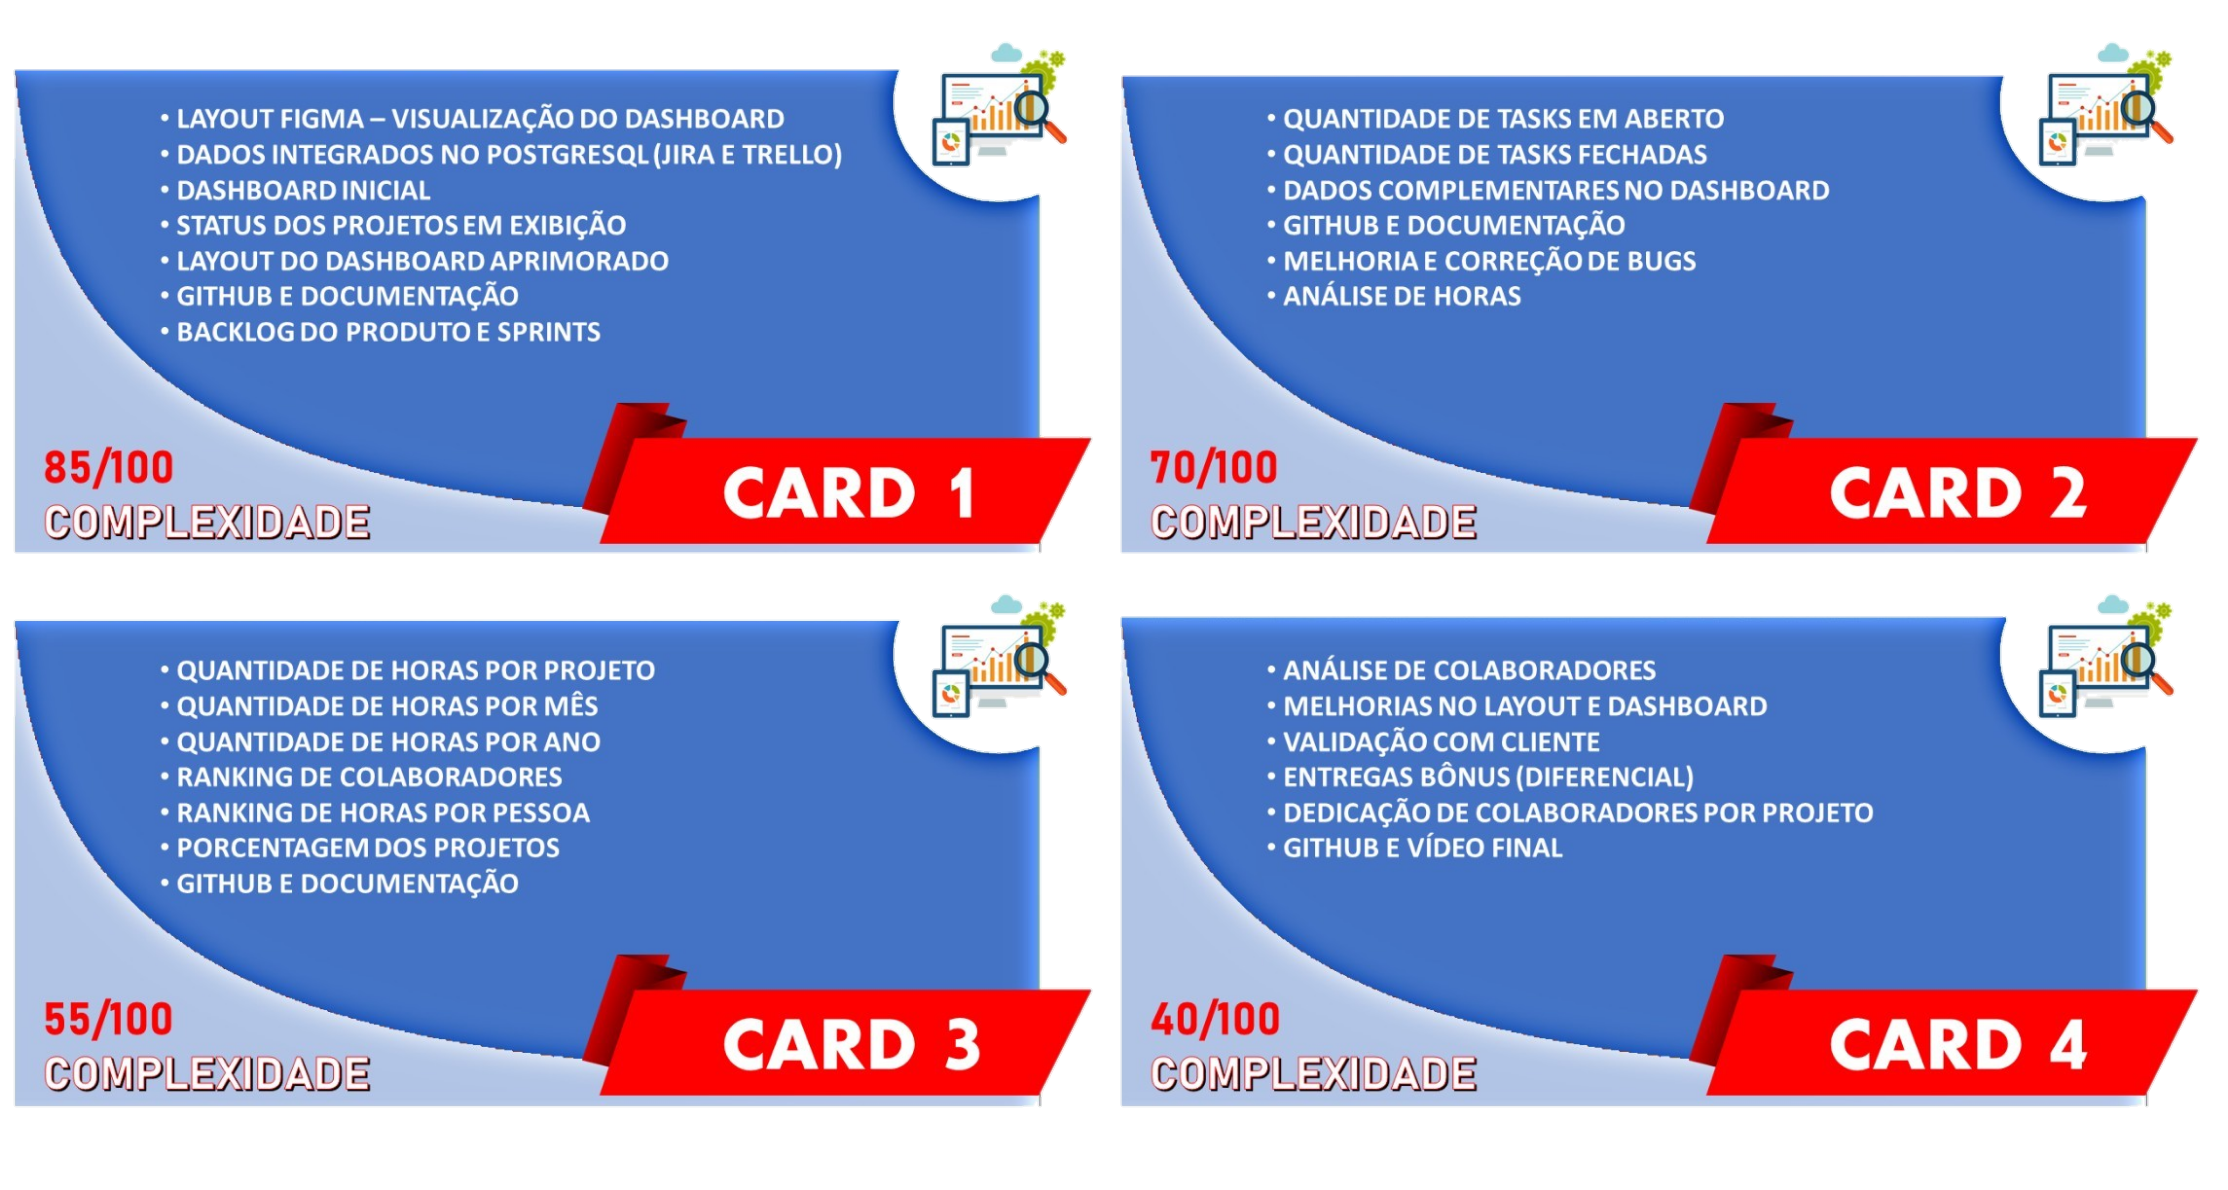 • LAYOUT FIGMA – VISUALIZAÇÃO DO DASHBOARD
• DADOS INTEGRADOS NO POSTGRESQL (JIRA E TRELLO)
• DASHBOARD INICIAL
• STATUS DOS PROJETOS EM EXIBIÇÃO
• LAYOUT DO DASHBOARD APRIMORADO
• GITHUB E DOCUMENTAÇÃO
• BACKLOG DO PRODUTO E SPRINTS
85/100
COMPLEXIDADE
CARD 1
• QUANTIDADE DE TASKS EM ABERTO
• QUANTIDADE DE TASKS FECHADAS
• DADOS COMPLEMENTARES NO DASHBOARD
• GITHUB E DOCUMENTAÇÃO
• MELHORIA E CORREÇÃO DE BUGS
• ANÁLISE DE HORAS
70/100
COMPLEXIDADE
CARD 2
• QUANTIDADE DE HORAS POR PROJETO
• QUANTIDADE DE HORAS POR MÊS
• QUANTIDADE DE HORAS POR ANO
• RANKING DE COLABORADORES
• RANKING DE HORAS POR PESSOA
• PORCENTAGEM DOS PROJETOS
• GITHUB E DOCUMENTAÇÃO
55/100
COMPLEXIDADE
CARD 3
• ANÁLISE DE COLABORADORES
• MELHORIAS NO LAYOUT E DASHBOARD
• VALIDAÇÃO COM CLIENTE
• ENTREGAS BÔNUS (DIFERENCIAL)
• DEDICAÇÃO DE COLABORADORES POR PROJETO
• GITHUB E VÍDEO FINAL
40/100
COMPLEXIDADE
CARD 4